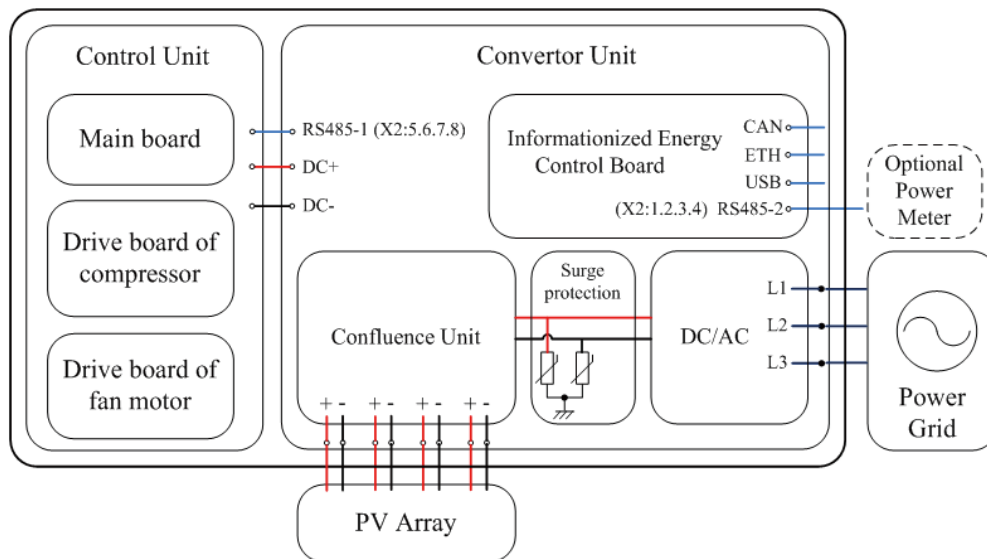 Control Unit
Main board
Drive board of
compressor
Drive board of
fan motor
Convertor Unit
RS485-1 (X2:5.6.7.8)
DC+
DC-
Informationized Energy
Control Board
CAN
ETH
USB
(X2:1.2.3.4) RS485-2
Optional
Power
Meter
Confluence Unit
+ - + - + - + -
Surge
protection
DC/AC
L1
L2
L3
Power
Grid
PV Array